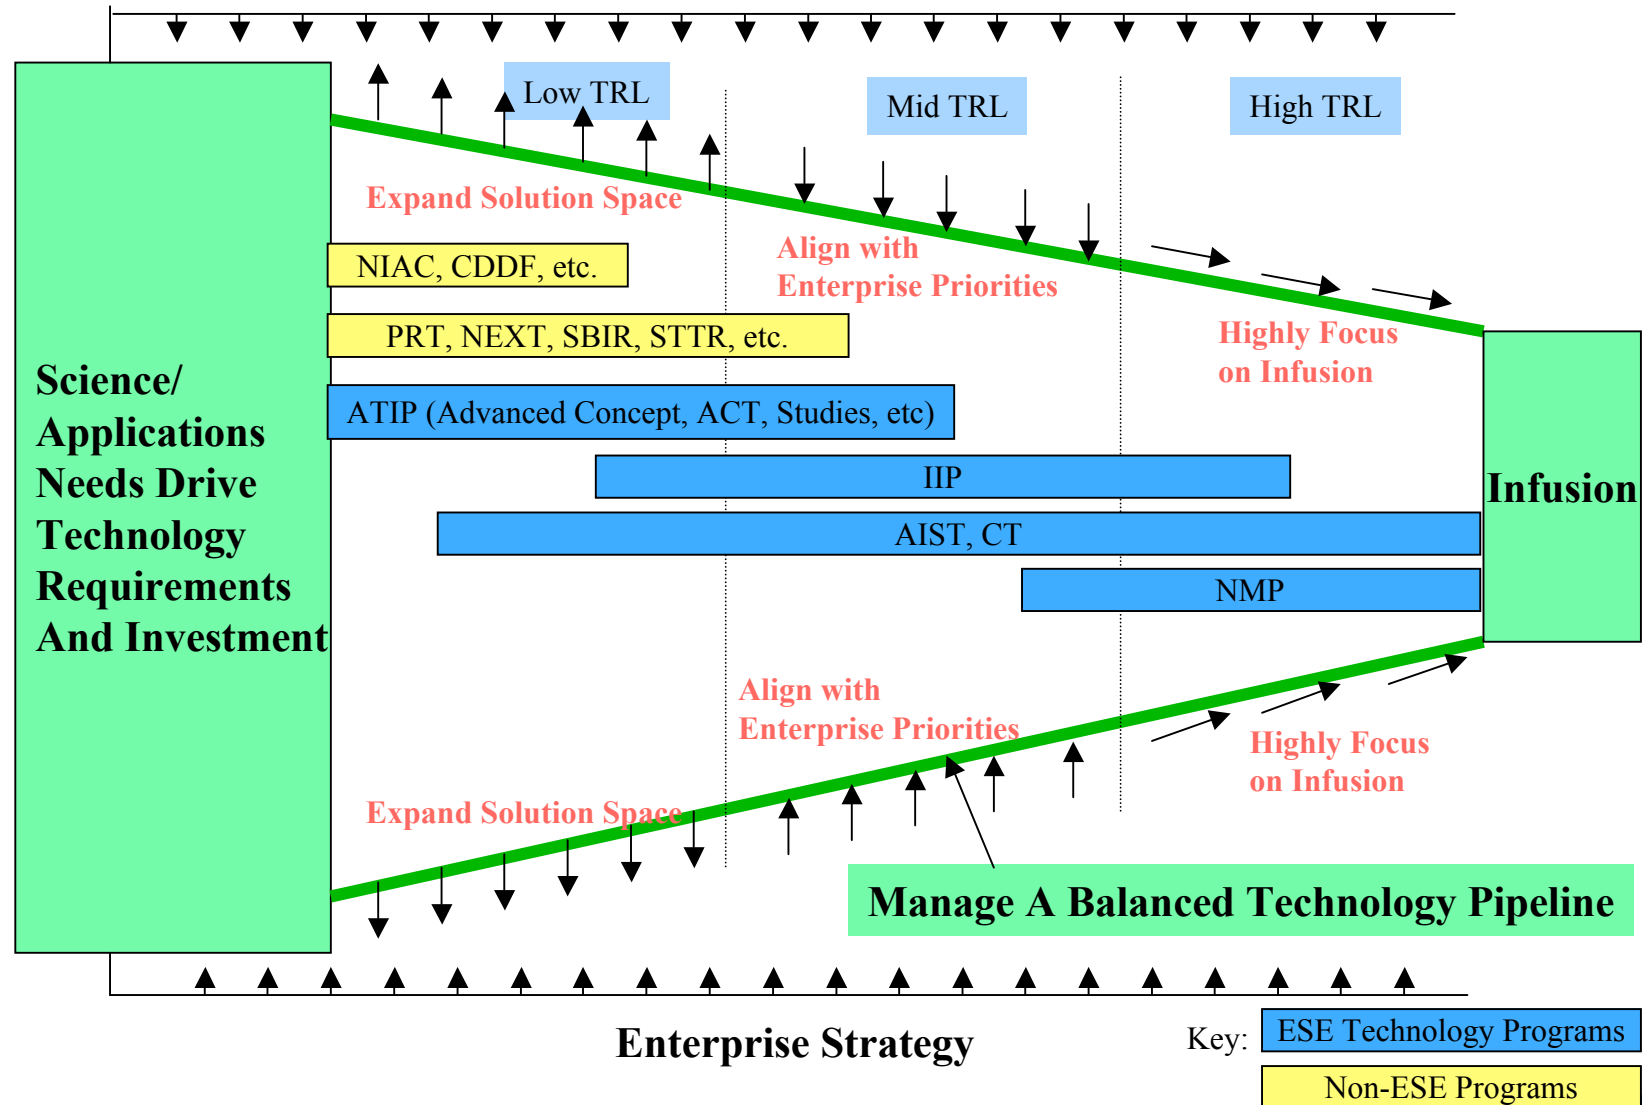 Low TRL
Mid TRL
High TRL
Expand Solution Space
Align with
Enterprise Priorities
Highly Focus
on Infusion
NIAC, CDDF, etc.
PRT, NEXT, SBIR, STTR, etc.
ATIP (Advanced Concept, ACT, Studies, etc)
IIP
AIST, CT
NMP
Science/
Applications
Needs Drive
Technology
Requirements
And Investment
Infusion
Align with
Enterprise Priorities
Highly Focus
on Infusion
Expand Solution Space
Manage A Balanced Technology Pipeline
Enterprise Strategy
Key:
ESE Technology Programs
Non-ESE Programs